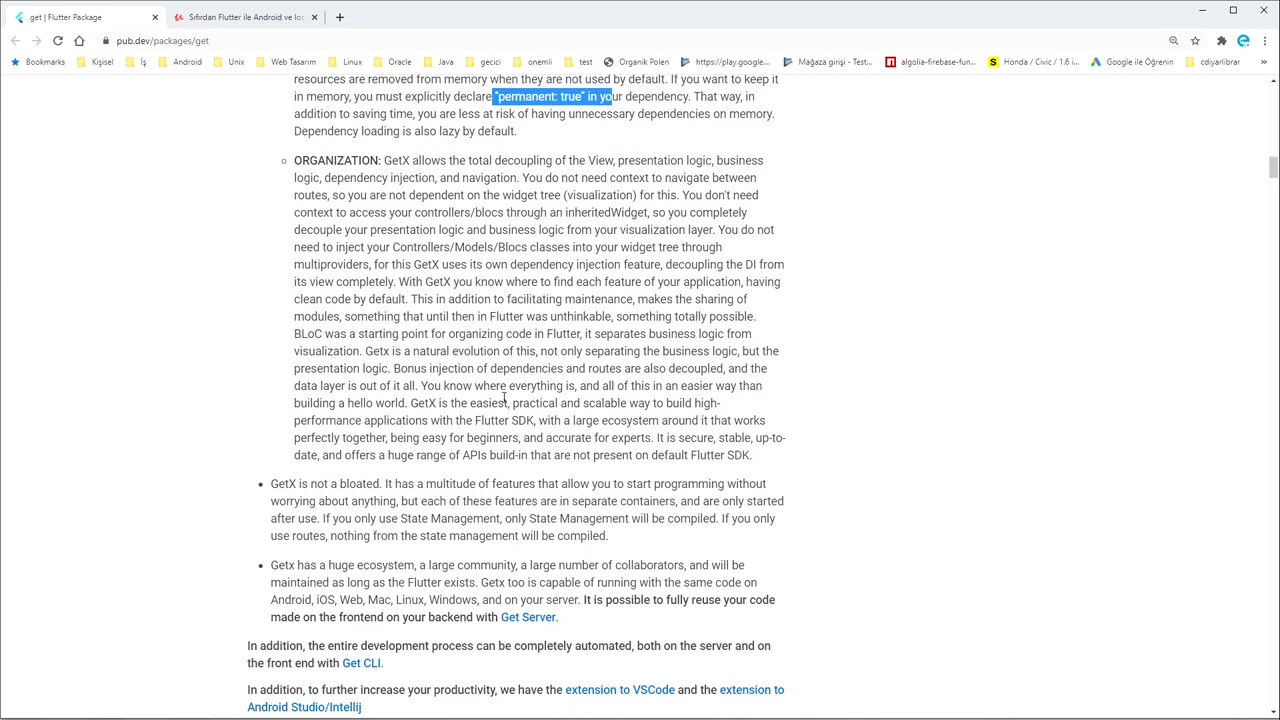 get | Flutter Package
Sıfırdan Flutter ile Android ve Ios
pub.dev/packages/get
Bookmarks Kişisel İş Android Unix Web Tasarım Linux Oracle Java gecici onemli test Organik Polen https://play.google... Mağaza girişi - Test... algolia-firebase-fun... Honda / Civic / 1.6 i... Google ile Öğrenin cdiyarlibrar
resources are removed from memory when they are not used by default. If you want to keep it
in memory, you must explicitly declare "permanent: true" in your dependency. That way, in
addition to saving time, you are less at risk of having unnecessary dependencies on memory.
Dependency loading is also lazy by default.
ORGANIZATION: GetX allows the total decoupling of the View, presentation logic, business
logic, dependency injection, and navigation. You do not need context to navigate between
routes, so you are not dependent on the widget tree (visualization) for this. You don't need
context to access your controllers/blocs through an inheritedWidget, so you completely
decouple your presentation logic and business logic from your visualization layer. You do not
need to inject your Controllers/Models/Blocs classes into your widget tree through
multiproviders, for this GetX uses its own dependency injection feature, decoupling the DI from
its view completely. With GetX you know where to find each feature of your application, having
clean code by default. This in addition to facilitating maintenance, makes the sharing of
modules, something that until then in Flutter was unthinkable, something totally possible.
BLoC was a starting point for organizing code in Flutter, it separates business logic from
visualization. Getx is a natural evolution of this, not only separating the business logic, but the
presentation logic. Bonus injection of dependencies and routes are also decoupled, and the
data layer is out of it all. You know where everything is, and all of this in an easier way than
building a hello world. GetX is the easiest, practical and scalable way to build high-
performance applications with the Flutter SDK, with a large ecosystem around it that works
perfectly together, being easy for beginners, and accurate for experts. It is secure, stable, up-to-
date, and offers a huge range of APIs build-in that are not present on default Flutter SDK.
GetX is not a bloated. It has a multitude of features that allow you to start programming without
worrying about anything, but each of these features are in separate containers, and are only started
after use. If you only use State Management, only State Management will be compiled. If you only
use routes, nothing from the state management will be compiled.
Getx has a huge ecosystem, a large community, a large number of collaborators, and will be
maintained as long as the Flutter exists. Getx too is capable of running with the same code on
Android, iOS, Web, Mac, Linux, Windows, and on your server. It is possible to fully reuse your code
made on the frontend on your backend with Get Server.
In addition, the entire development process can be completely automated, both on the server and on
the front end with Get CLI.
In addition, to further increase your productivity, we have the extension to VSCode and the extension to
Android Studio/Intellij